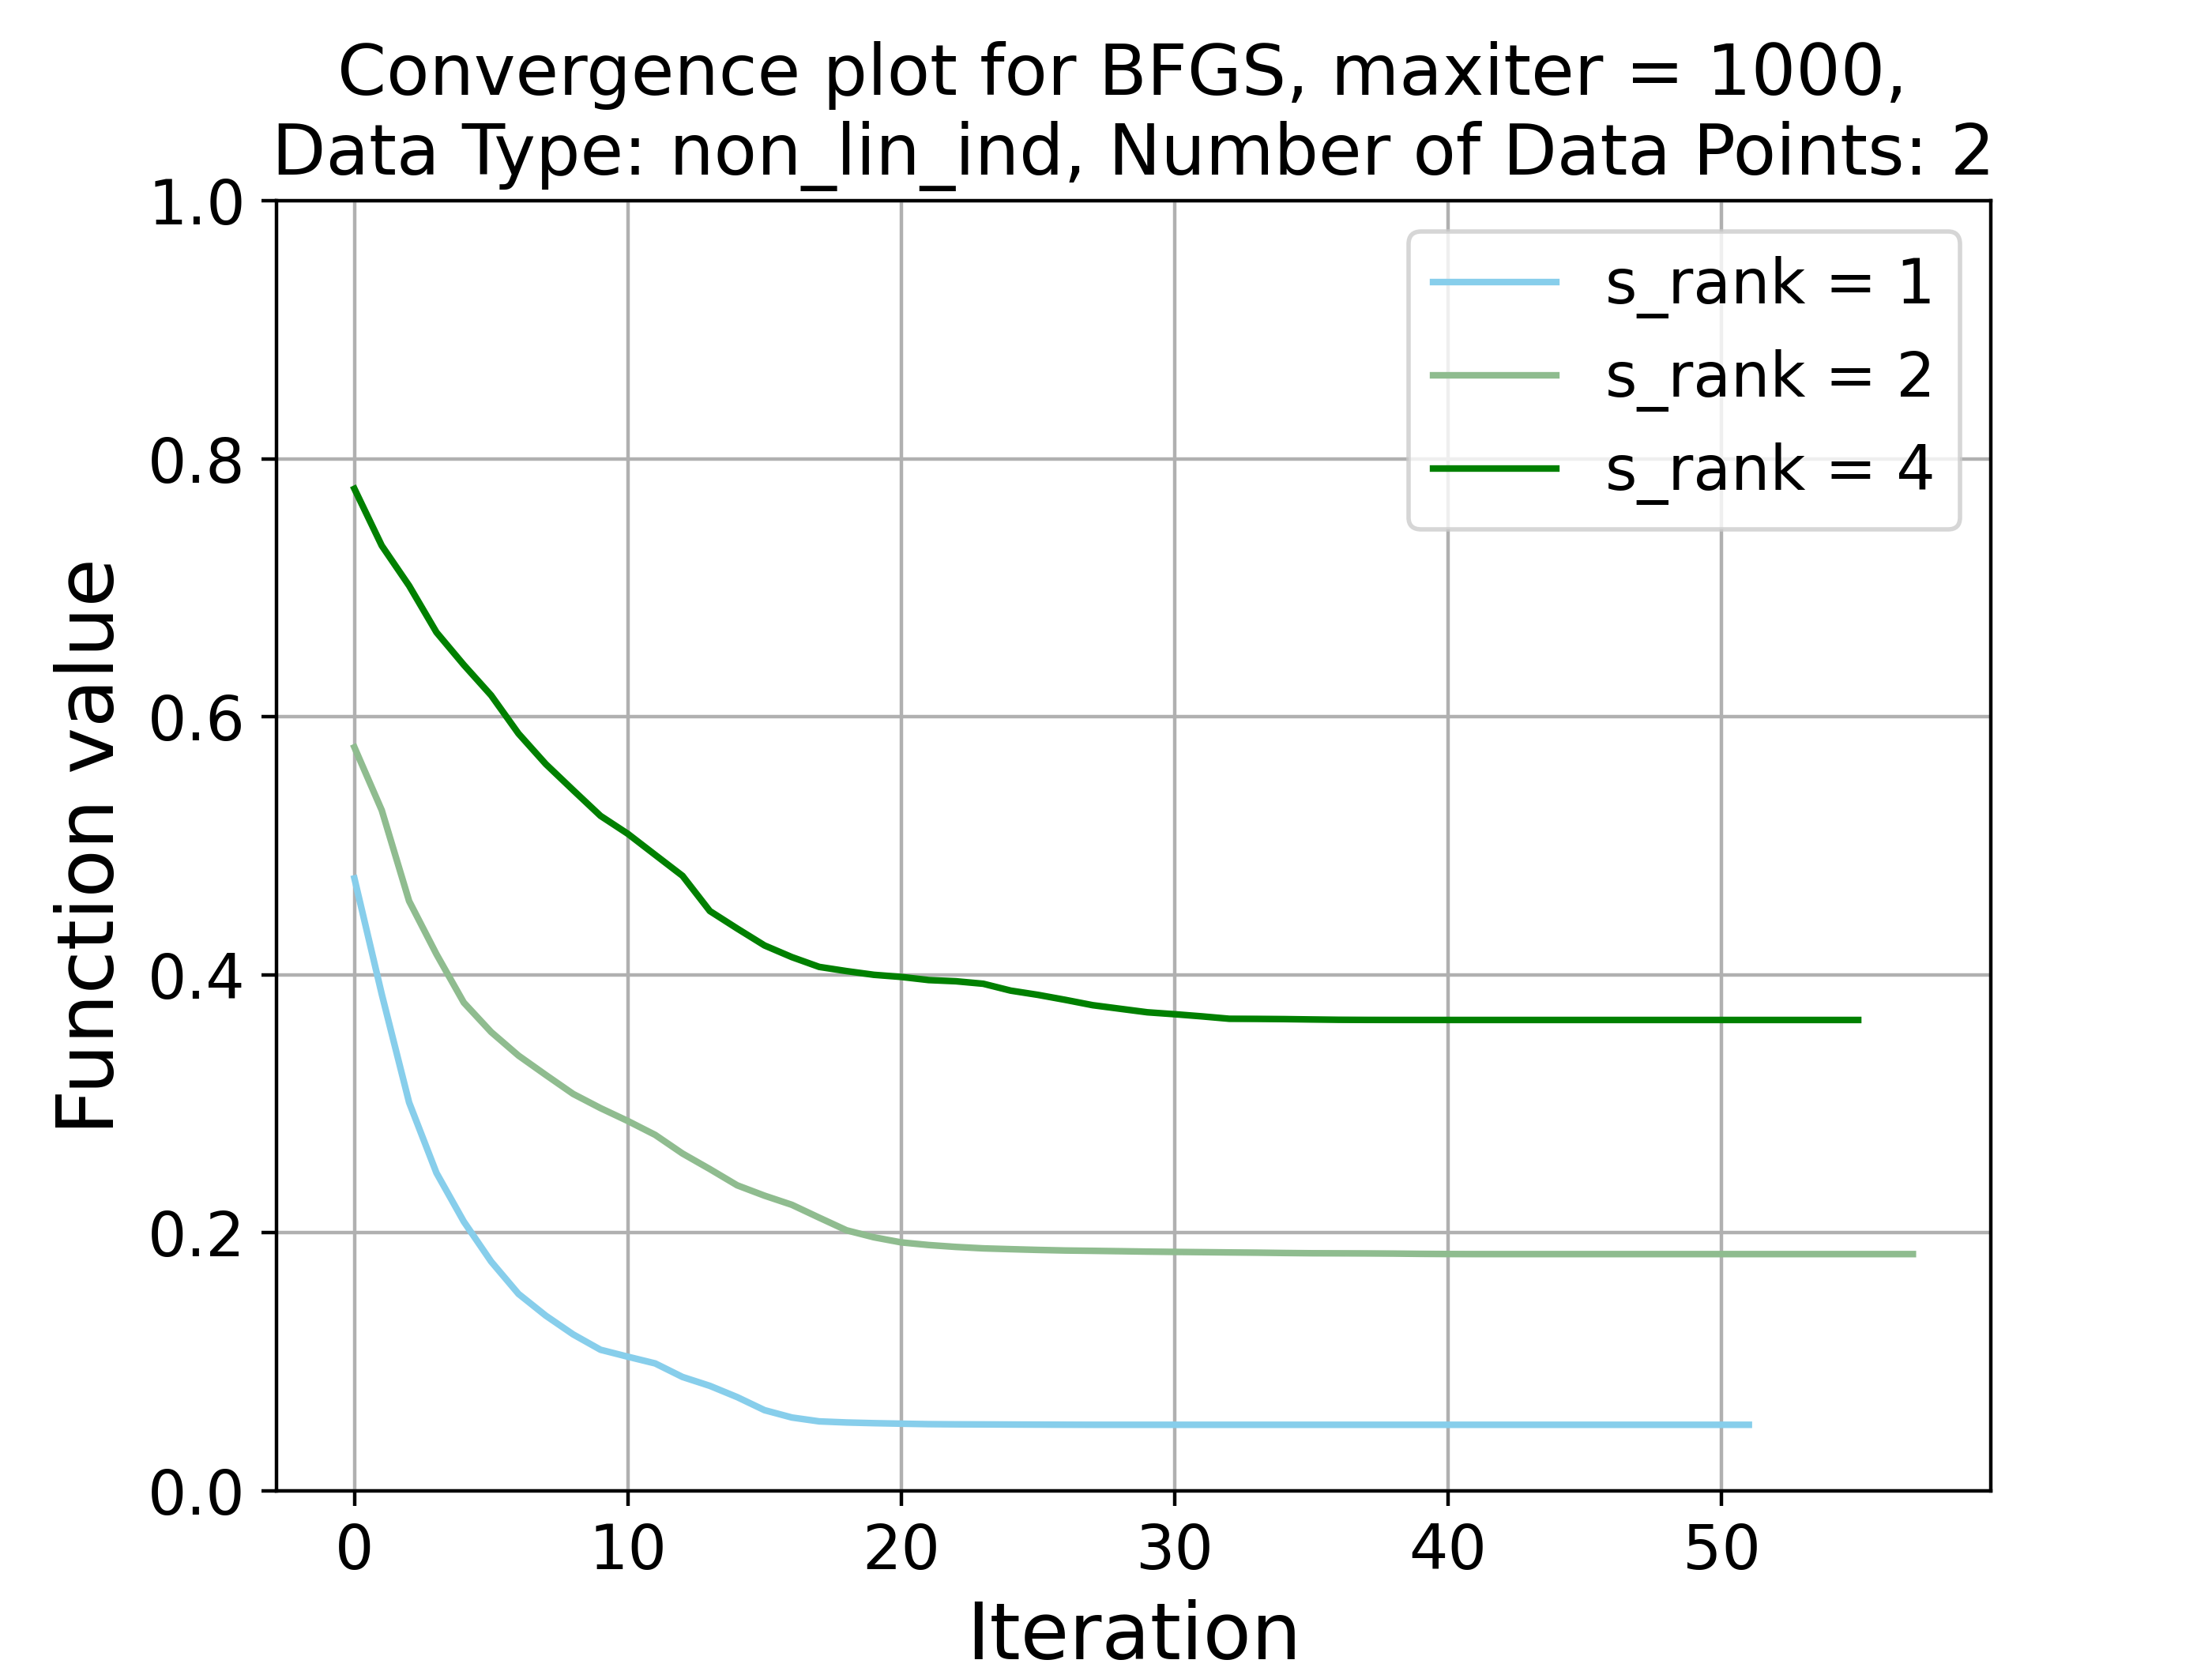 Convergence plot for BFGS, maxiter = 1000,
Data Type: non_lin_ind, Number of Data Points: 2
s_rank = 1
s_rank = 2
s_rank = 4
Function value
1.0
0.8
0.6
0.4
0.2
0.0
0 10 20 30 40 50
Iteration